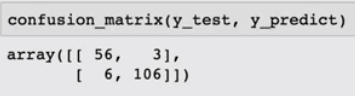 confusion_matrix(y_test, y_predict)
array([[ 56,   3],
       [  6, 106]])